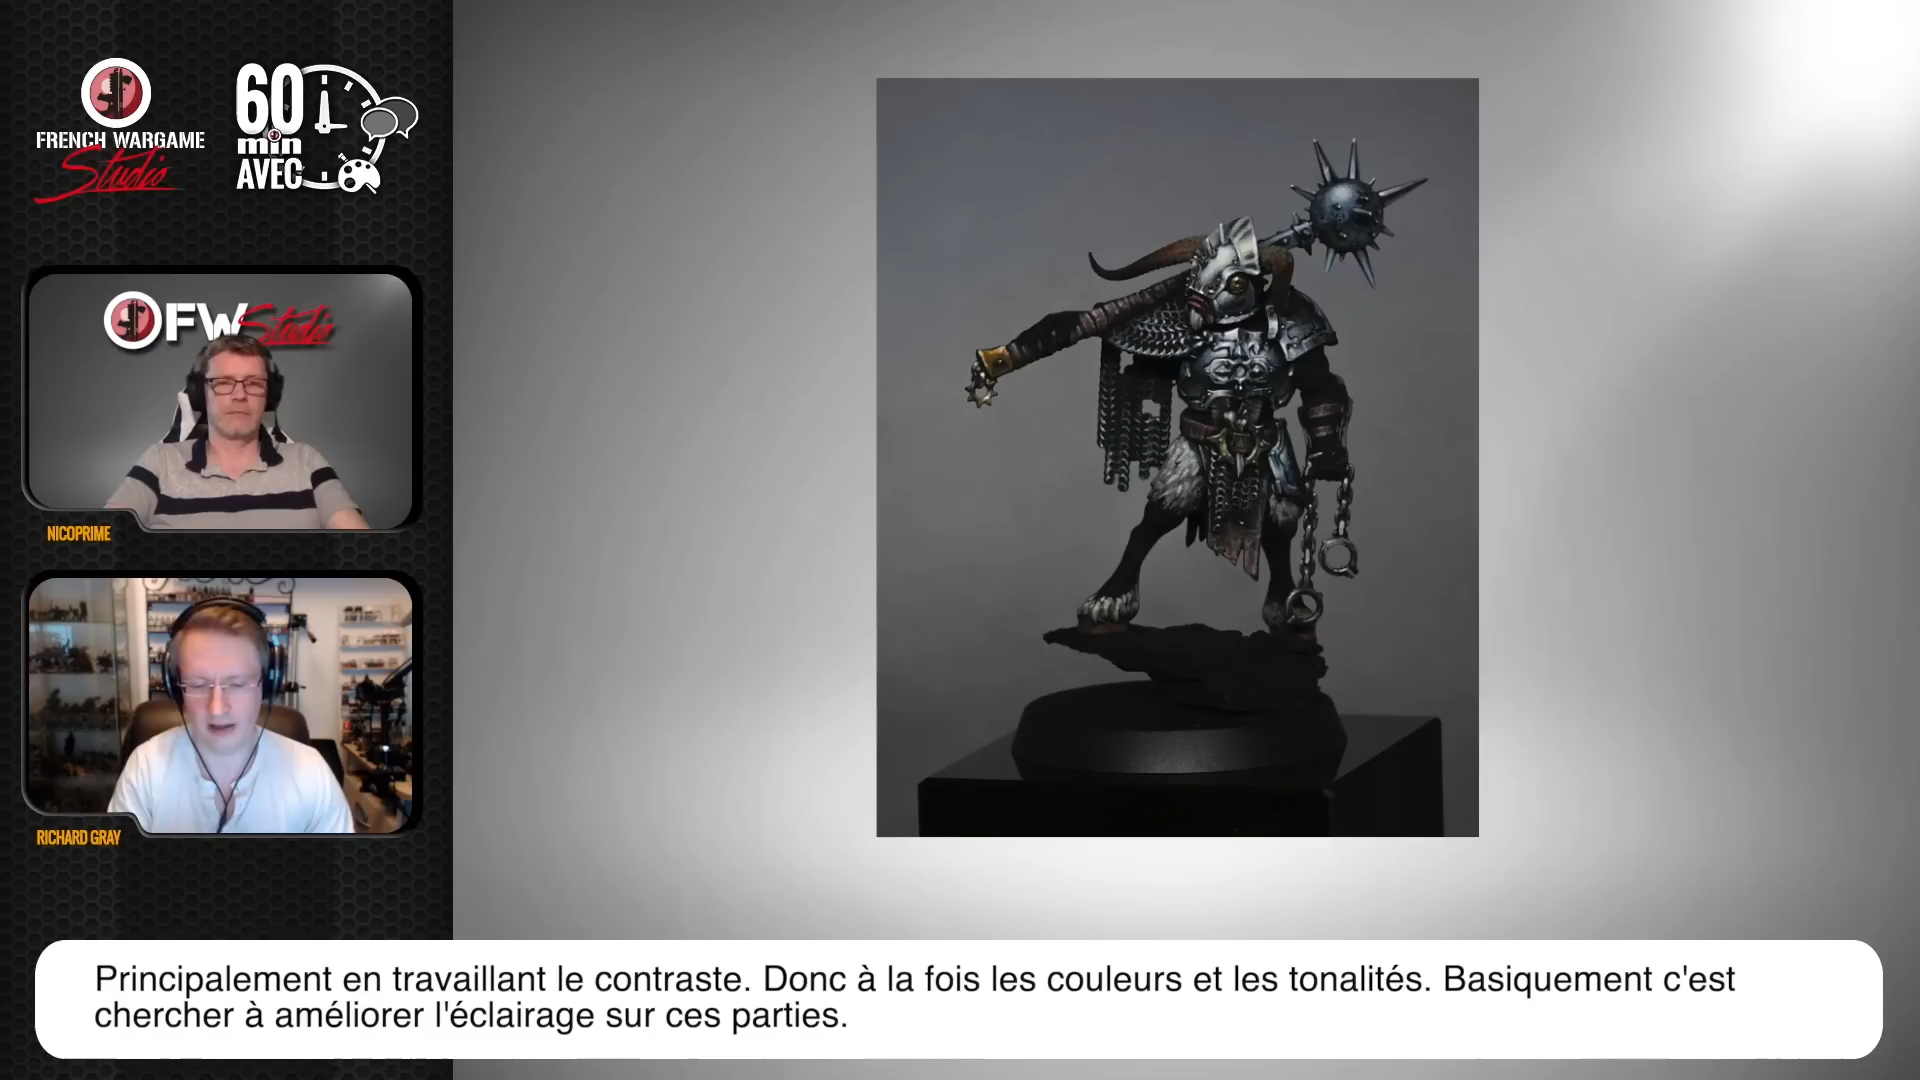 FRENCH WARGAME
Studio
60
min
AVEC
FW Studio
NICOPRIME
RICHARD GRAY
Principalement en travaillant le contraste. Donc à la fois les couleurs et les tonalités. Basiquement c'est
chercher à améliorer l'éclairage sur ces parties.